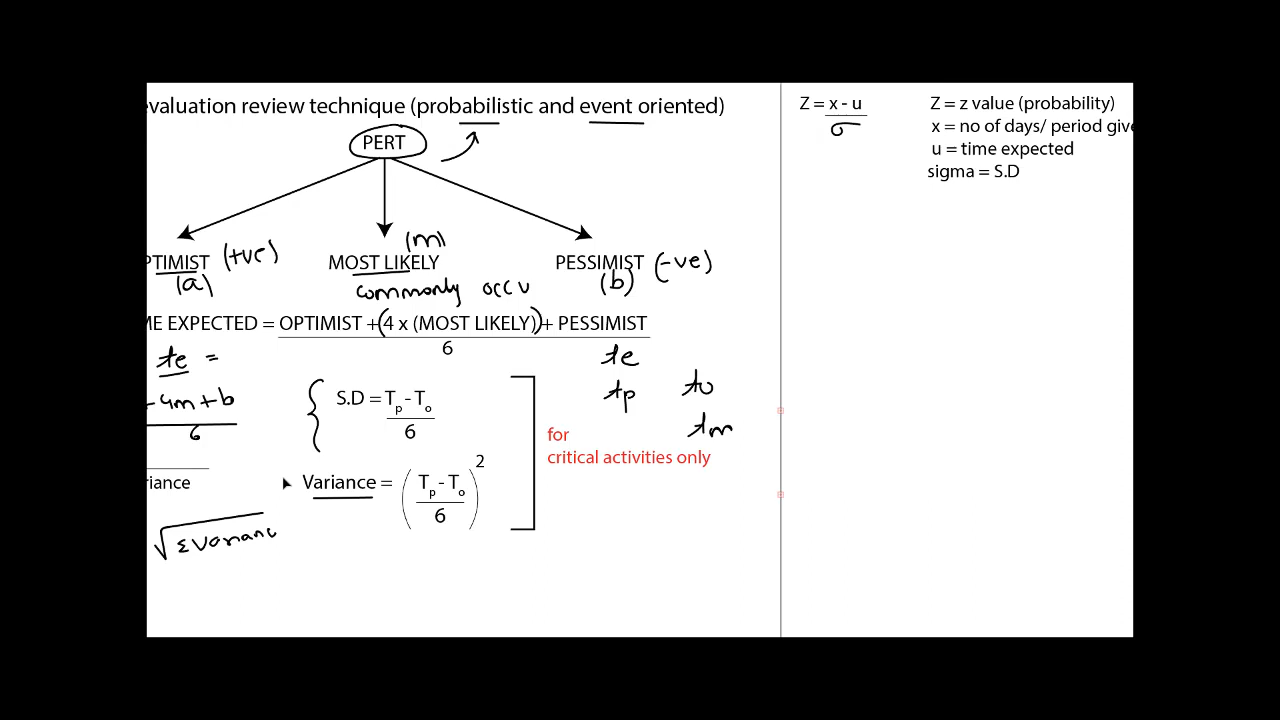 evaluation review technique (probabilistic and event oriented)
PERT
PTIMIST (+ve)
(a)
(m)
MOST LIKELY
commonly occu
PESSIMIST (-ve)
(b)
ME EXPECTED = OPTIMIST + (4 x (MOST LIKELY)) + PESSIMIST
6
te =
+ 4m + b
6
S.D = Tp - To
6
Variance = ( Tp - To )2
6
for
critical activities only
te
tp to
tm
riance
√ΣVarianc
Z = x - u
σ
Z = z value (probability)
x = no of days/ period give
u = time expected
sigma = S.D